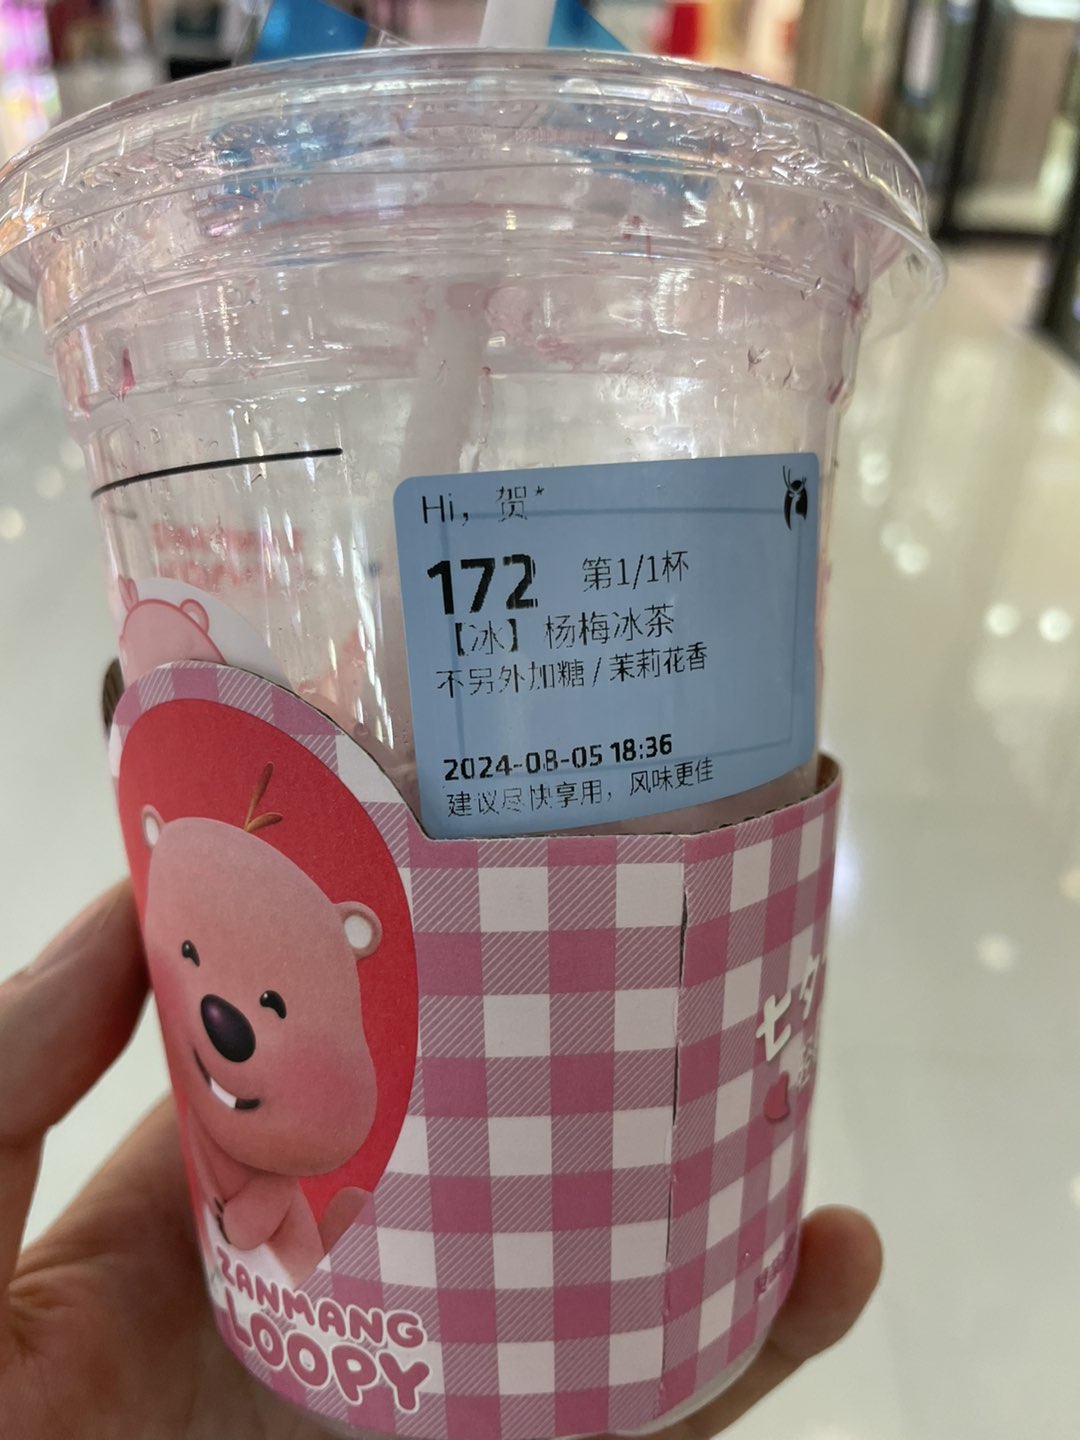 Hi，贺*
172 第1/1杯
【冰】杨梅冰茶
不另外加糖/茉莉花香
2024-08-05 18:36
建议尽快享用，风味更佳
七夕
ZANMANG
LOOPY